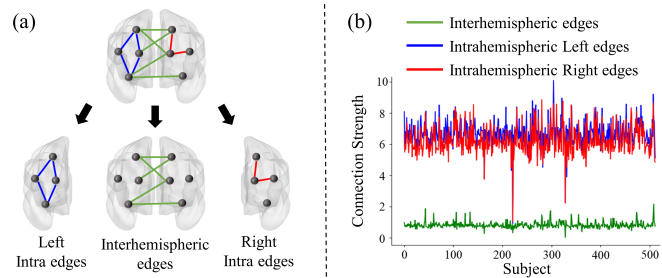 (a)
Left
Intra edges
Interhemispheric
edges
Right
Intra edges
(b)
Interhemispheric edges
Intrahemispheric Left edges
Intrahemispheric Right edges
Connection Strength
10
8
6
4
2
0
0 100 200 300 400 500
Subject